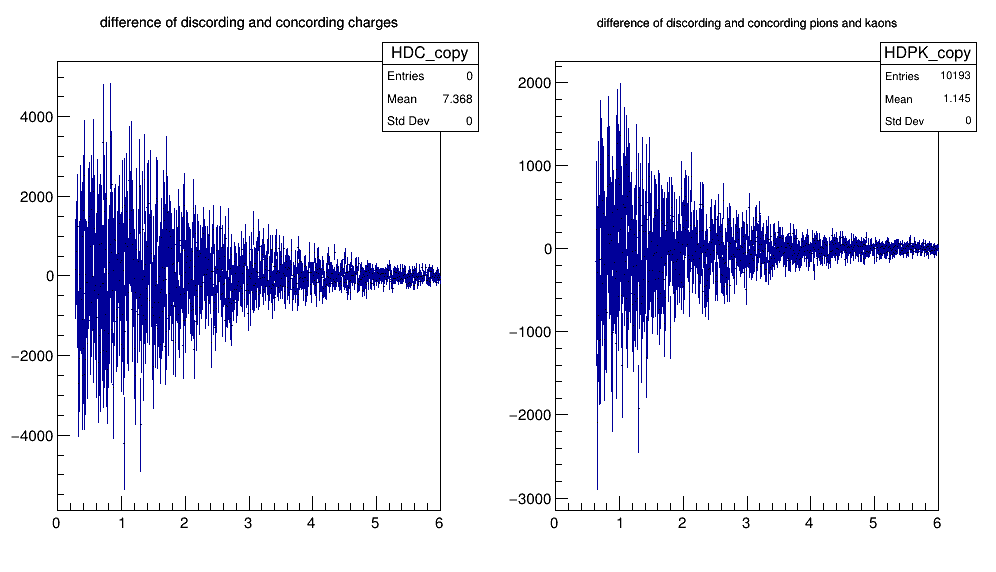 difference of discording and concording charges
HDC_copy
Entries 0
Mean 7.368
Std Dev 0
4000
2000
0
−2000
−4000
0 1 2 3 4 5 6
difference of discording and concording pions and kaons
HDPK_copy
Entries 10193
Mean 1.145
Std Dev 0
2000
1000
0
−1000
−2000
−3000
0 1 2 3 4 5 6